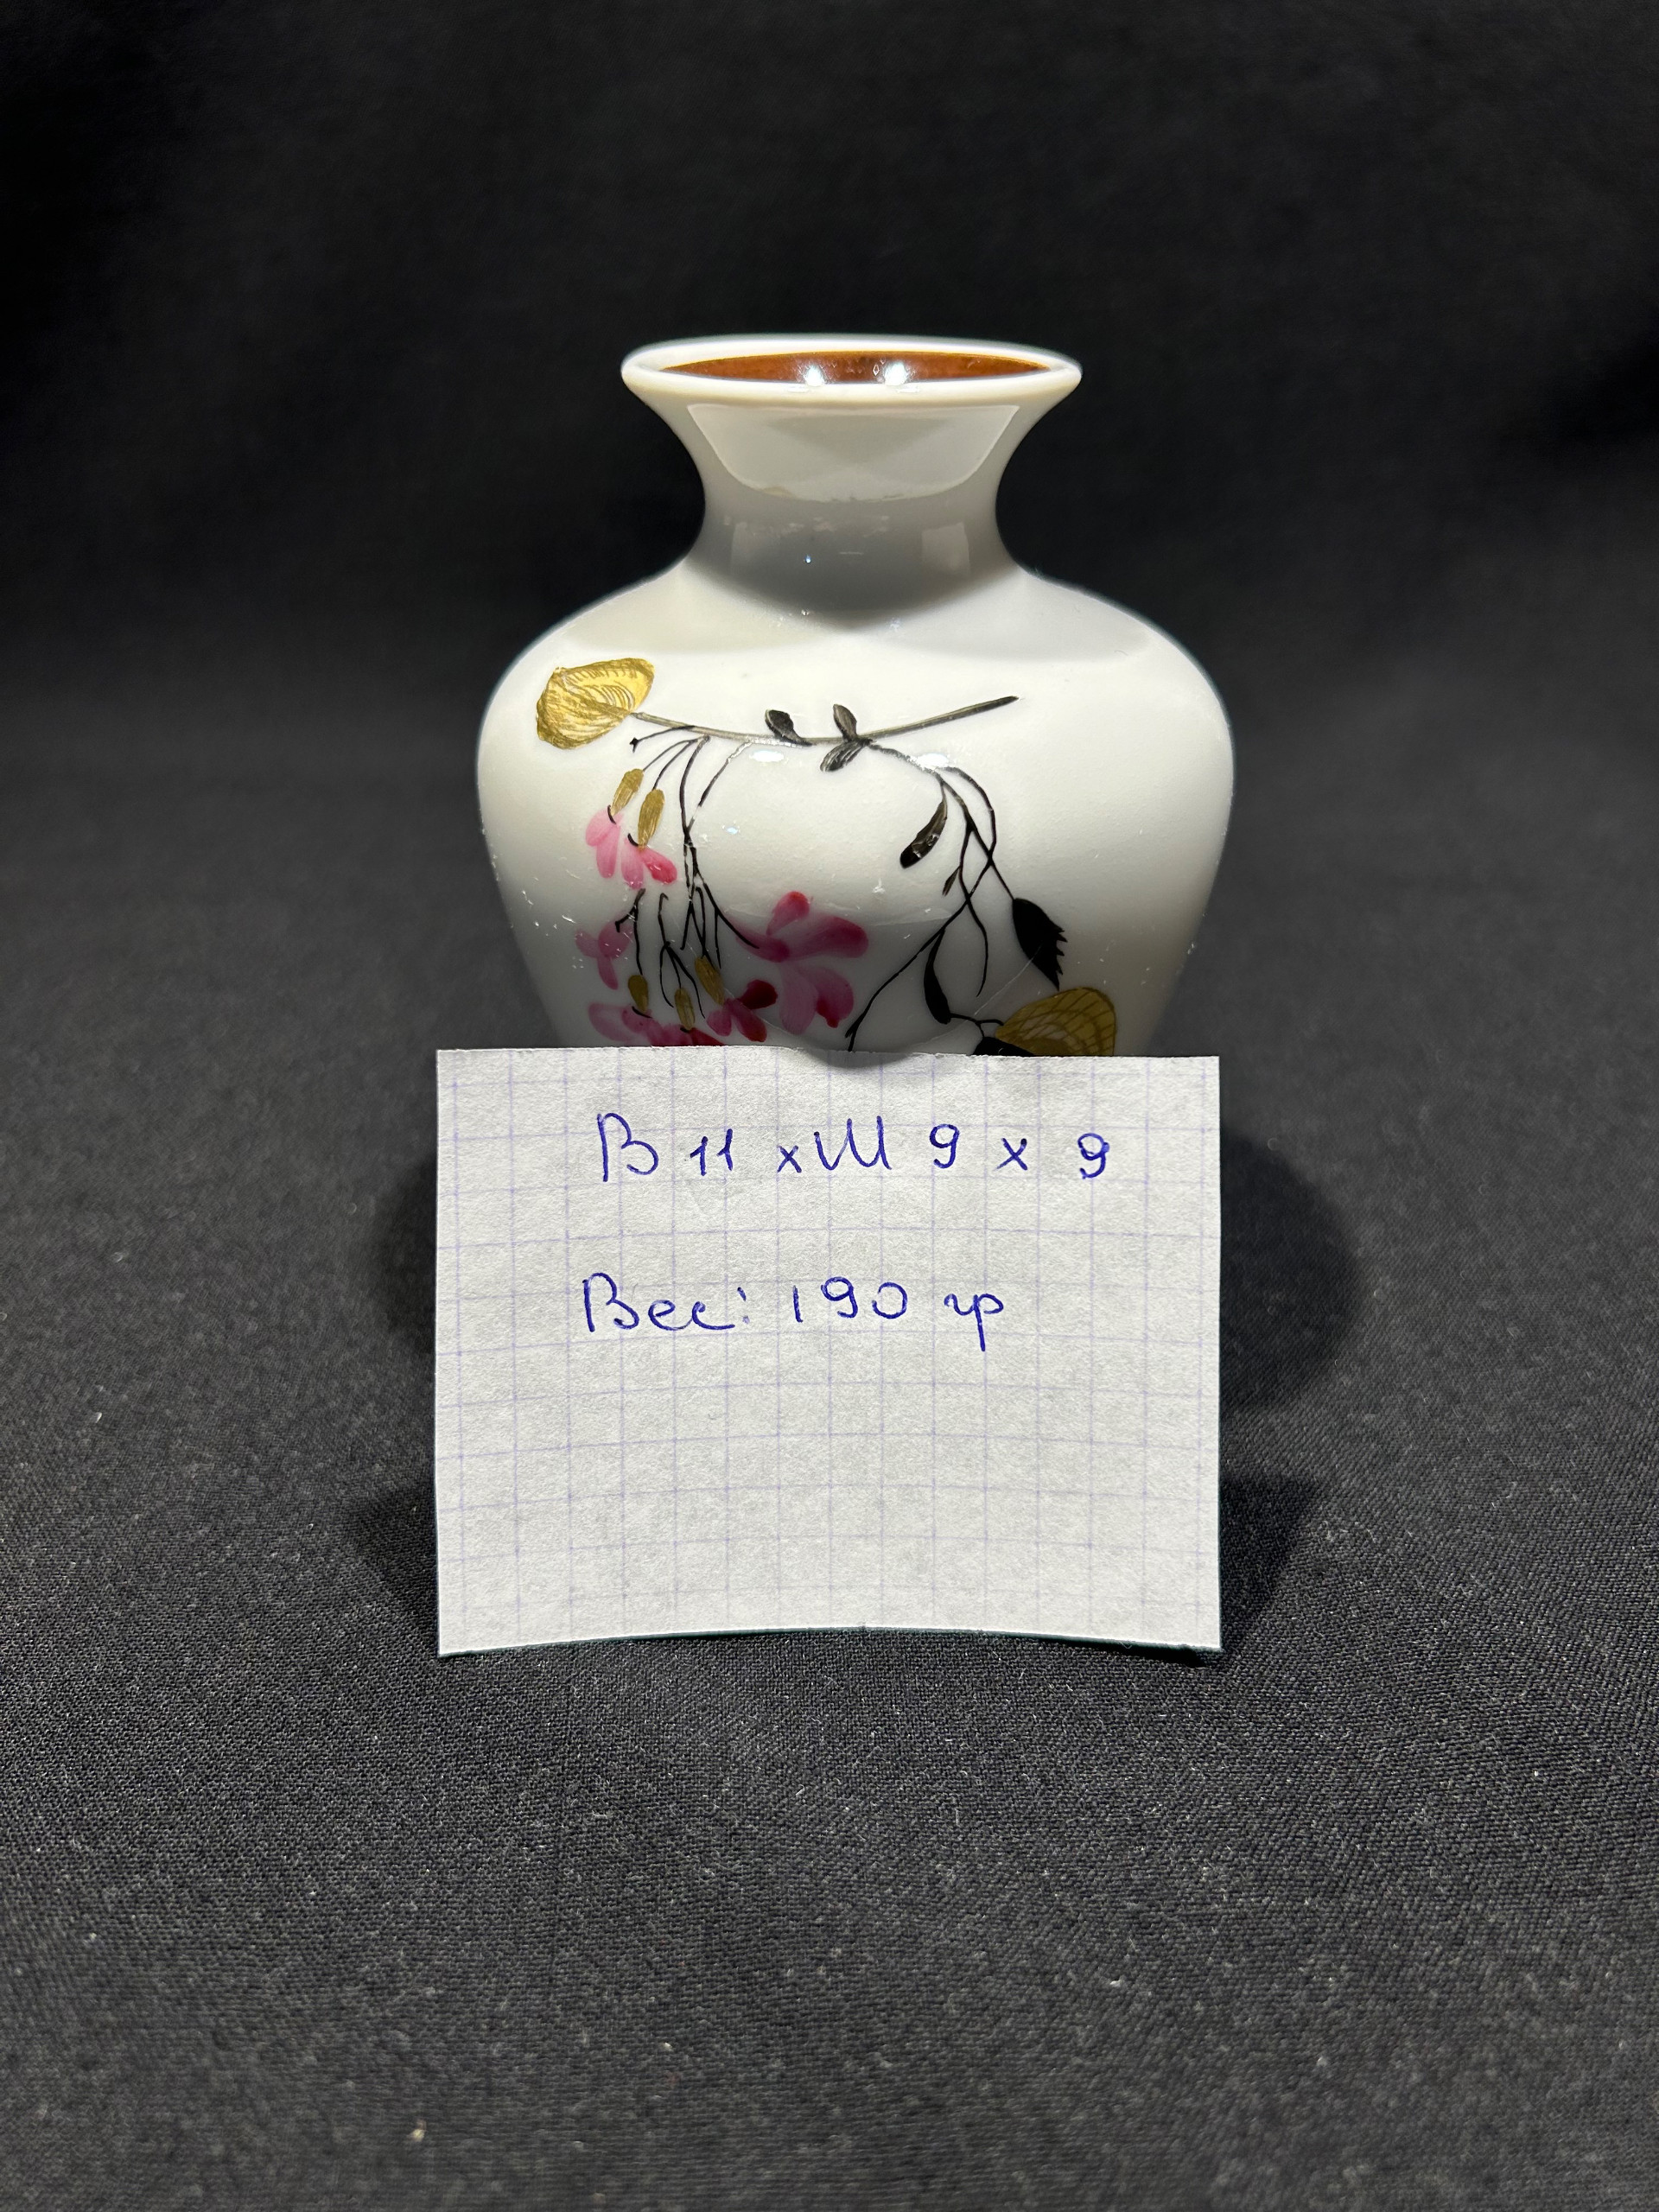 В 11 х Ш 9 х 9
Вес: 190 гр